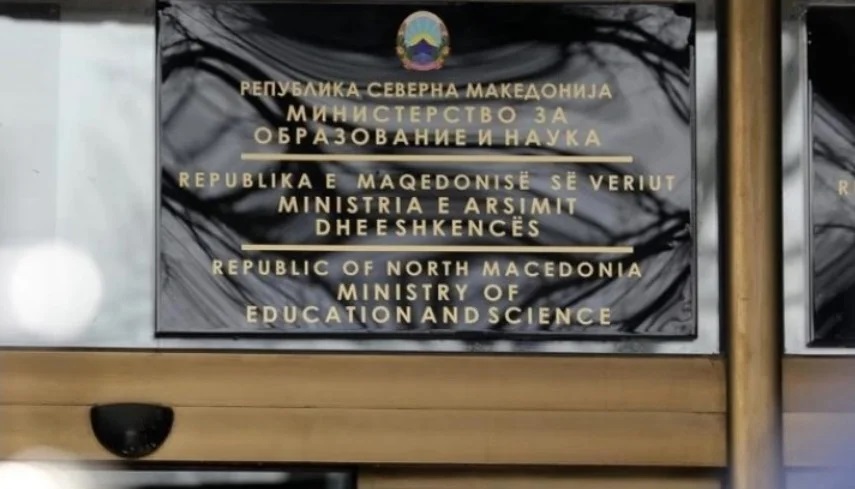 РЕПУБЛИКА СЕВЕРНА МАКЕДОНИЈА
МИНИСТЕРСТВО ЗА
ОБРАЗОВАНИЕ И НАУКА
REPUBLIKA E MAQEDONISË SË VERIUT
MINISTRIA E ARSIMIT
DHE E SHKENCËS
REPUBLIC OF NORTH MACEDONIA
MINISTRY OF
EDUCATION AND SCIENCE